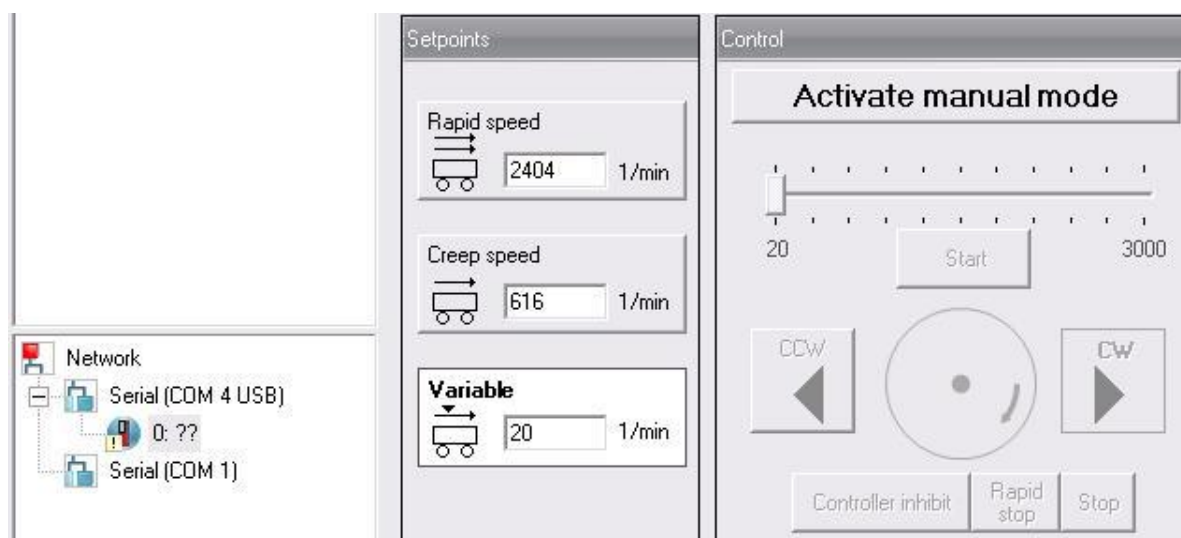 Setpoints
Rapid speed
2404 1/min
Creep speed
616 1/min
Variable
20 1/min
Control
Activate manual mode
20 3000
Start
CCW CW
Controller inhibit Rapid stop Stop
Network
Serial (COM 4 USB)
0: ??
Serial (COM 1)